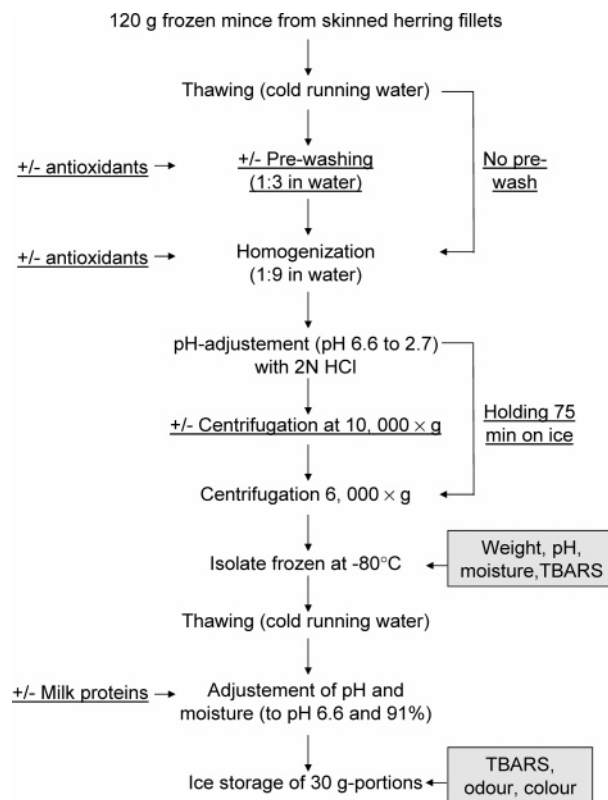 120 g frozen mince from skinned herring fillets
Thawing (cold running water)
+/- antioxidants
+/- Pre-washing
(1:3 in water)
No pre-
wash
+/- antioxidants
Homogenization
(1:9 in water)
pH-adjustement (pH 6.6 to 2.7)
with 2N HCl
+/- Centrifugation at 10, 000 × g
Holding 75
min on ice
Centrifugation 6, 000 × g
Isolate frozen at -80°C
Weight, pH,
moisture,TBARS
Thawing (cold running water)
+/- Milk proteins
Adjustement of pH and
moisture (to pH 6.6 and 91%)
Ice storage of 30 g-portions
TBARS,
odour, colour